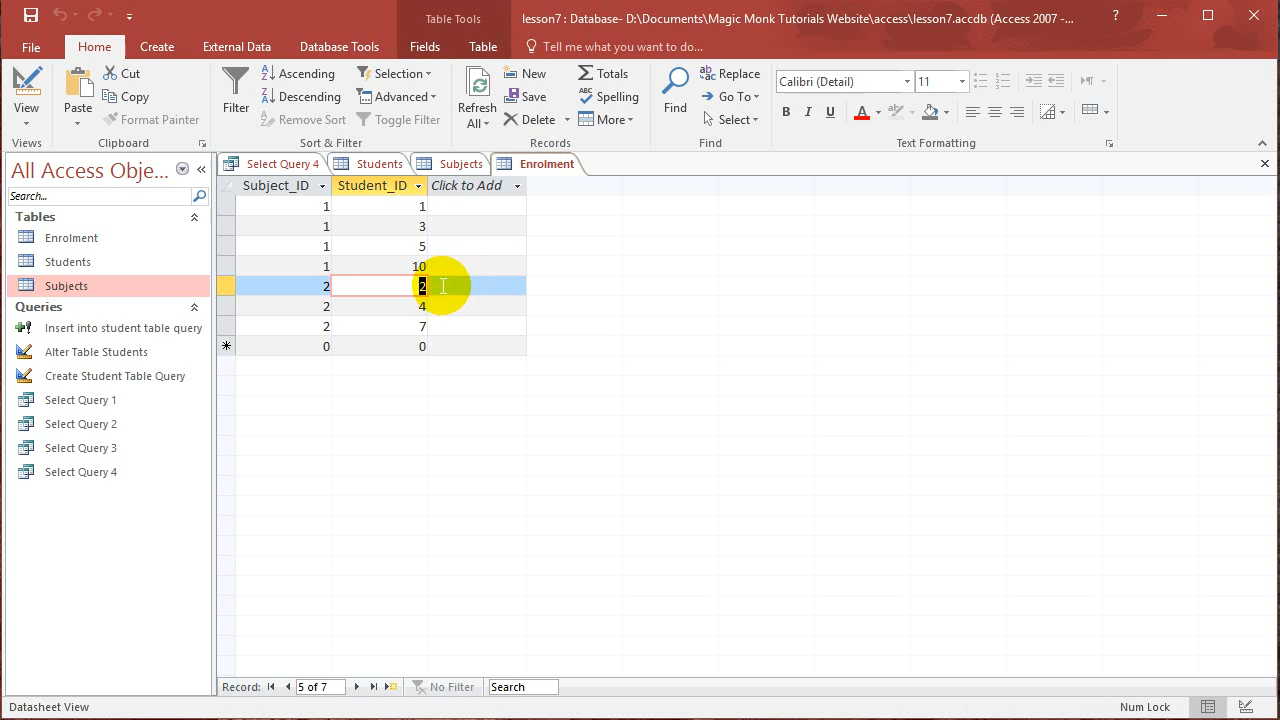 Table Tools
lesson7 : Database- D:\Documents\Magic Monk Tutorials Website\access\lesson7.accdb (Access 2007 -...
File Home Create External Data Database Tools Fields Table Tell me what you want to do...
View
Views
Paste
Cut
Copy
Format Painter
Clipboard
Filter
Ascending
Descending
Remove Sort
Selection
Advanced
Toggle Filter
Sort & Filter
Refresh
All
New
Save
Delete
Totals
Spelling
More
Records
Find
Replace
Go To
Select
Find
Calibri (Detail) 11
B I U A
Text Formatting
All Access Obje...
Search...
Tables
Enrolment
Students
Subjects
Queries
Insert into student table query
Alter Table Students
Create Student Table Query
Select Query 1
Select Query 2
Select Query 3
Select Query 4
Select Query 4 Students Subjects Enrolment
Subject_ID Student_ID Click to Add
1 1
1 3
1 5
1 10
2 2
2 4
2 7
0 0
Record: 5 of 7 No Filter Search
Datasheet View Num Lock